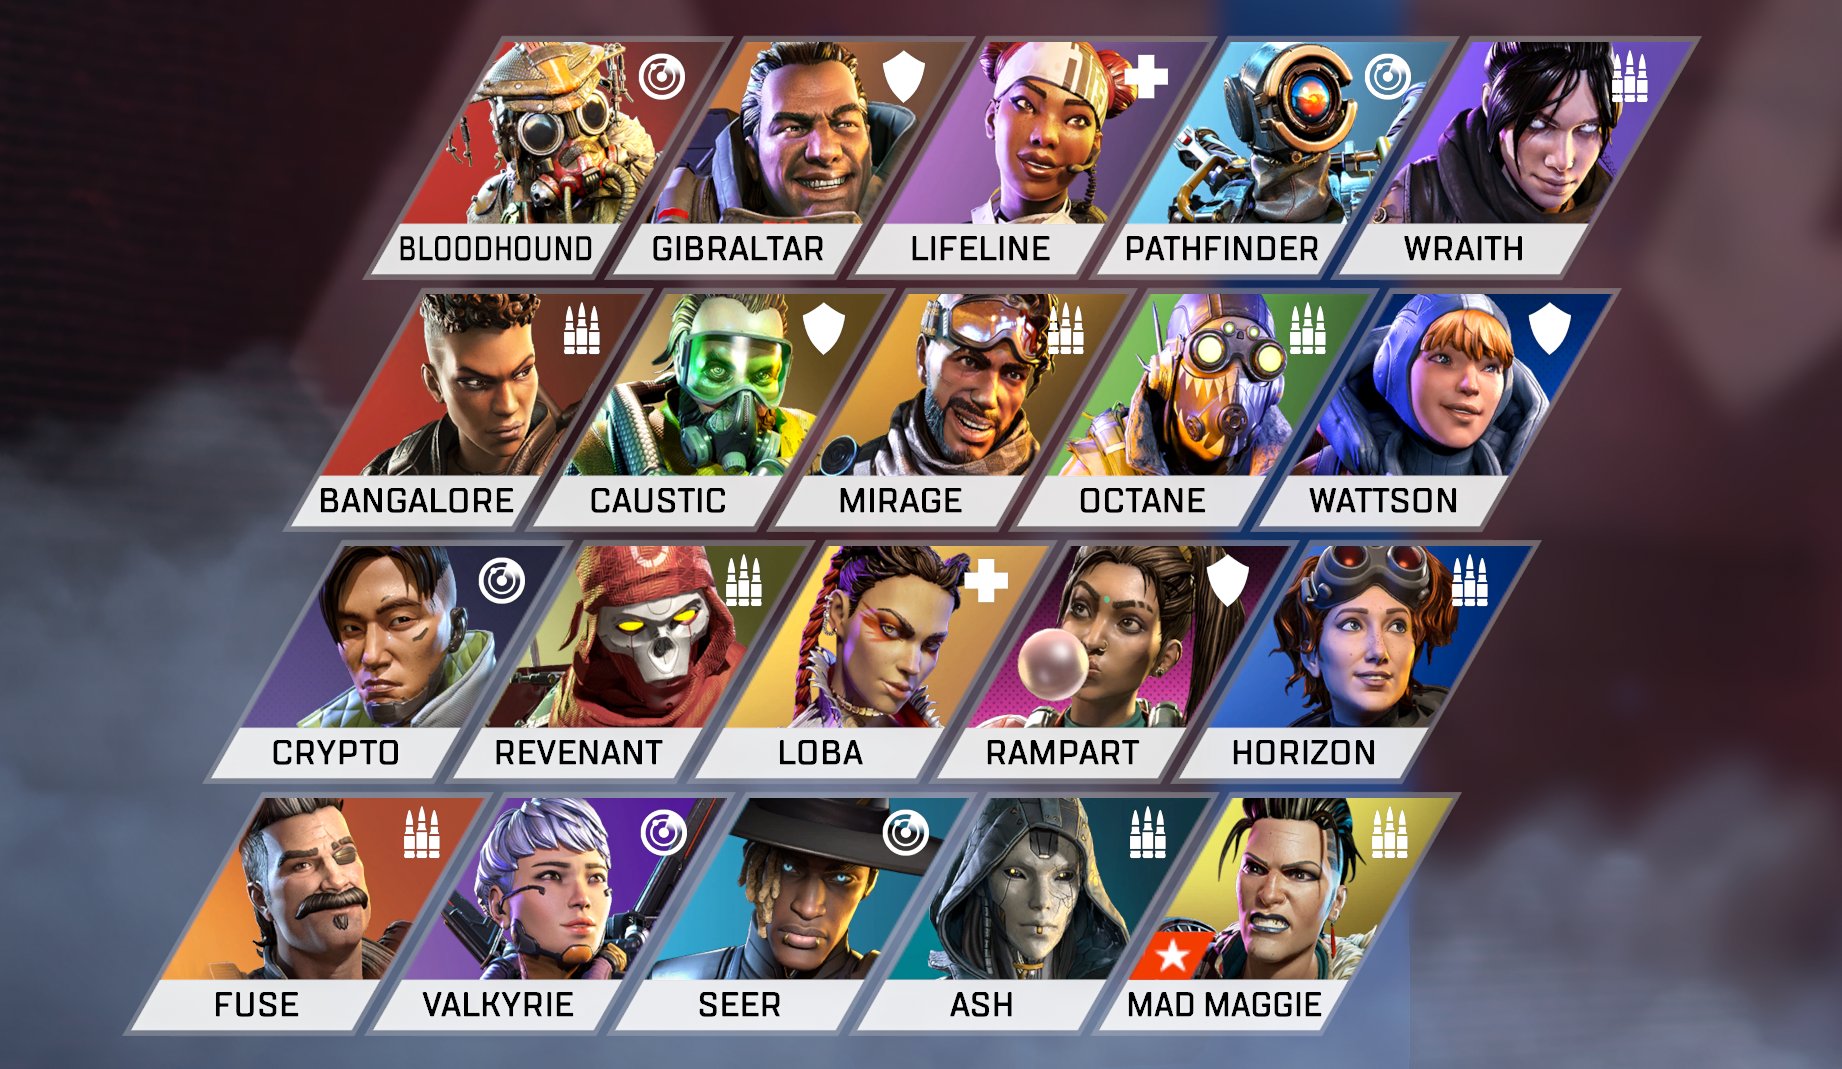 BLOODHOUND
GIBRALTAR
LIFELINE
PATHFINDER
WRAITH
BANGALORE
CAUSTIC
MIRAGE
OCTANE
WATTSON
CRYPTO
REVENANT
LOBA
RAMPART
HORIZON
FUSE
VALKYRIE
SEER
ASH
MAD MAGGIE